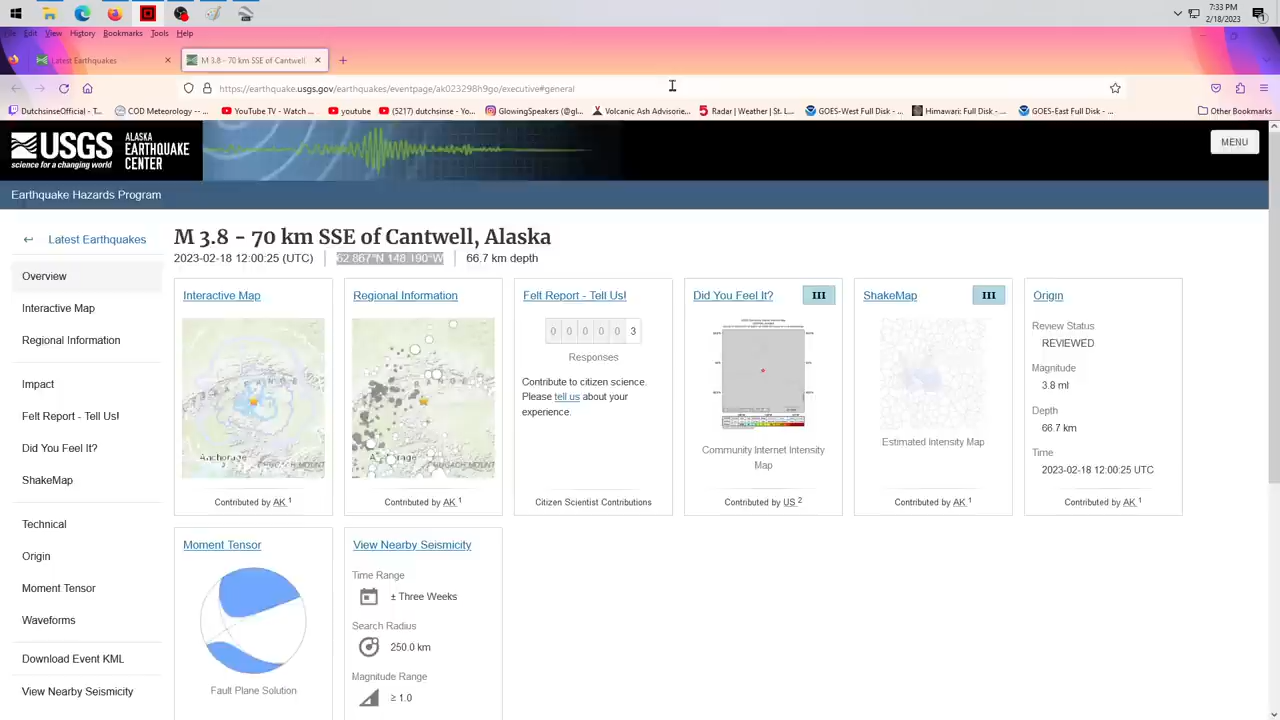 7:33 PM
2/18/2023
File Edit View History Bookmarks Tools Help
Latest Earthquakes
M 3.8 - 70 km SSE of Cantwell
https://earthquake.usgs.gov/earthquakes/eventpage/ak023298h9go/executive#general
DutchsinseOfficial - T... COD Meteorology -... YouTube TV - Watch ... youtube (5217) dutchsinse - Yo... GlowingSpeakers (@... Volcanic Ash Advisorie... Radar | Weather | St. L... GOES-West Full Disk -... Himawari: Full Disk -... GOES-East Full Disk -... Other Bookmarks
USGS
science for a changing world
ALASKA
EARTHQUAKE
CENTER
MENU
Earthquake Hazards Program
Latest Earthquakes
Overview
Interactive Map
Regional Information
Impact
Felt Report - Tell Us!
Did You Feel It?
ShakeMap
Technical
Origin
Moment Tensor
Waveforms
Download Event KML
View Nearby Seismicity
M 3.8 - 70 km SSE of Cantwell, Alaska
2023-02-18 12:00:25 (UTC) 62.867°N 148.190°W 66.7 km depth
Interactive Map
Anchorage
Contributed by AK 1
Regional Information
Anchorage
Contributed by AK 1
Felt Report - Tell Us!
0 0 0 0 0 3
Responses
Contribute to citizen science.
Please tell us about your
experience.
Citizen Scientist Contributions
Did You Feel It? III
Community Internet Intensity
Map
Contributed by US 2
ShakeMap III
Estimated Intensity Map
Contributed by AK 1
Origin
Review Status
REVIEWED
Magnitude
3.8 ml
Depth
66.7 km
Time
2023-02-18 12:00:25 UTC
Contributed by AK 1
Moment Tensor
Fault Plane Solution
View Nearby Seismicity
Time Range
± Three Weeks
Search Radius
250.0 km
Magnitude Range
≥ 1.0